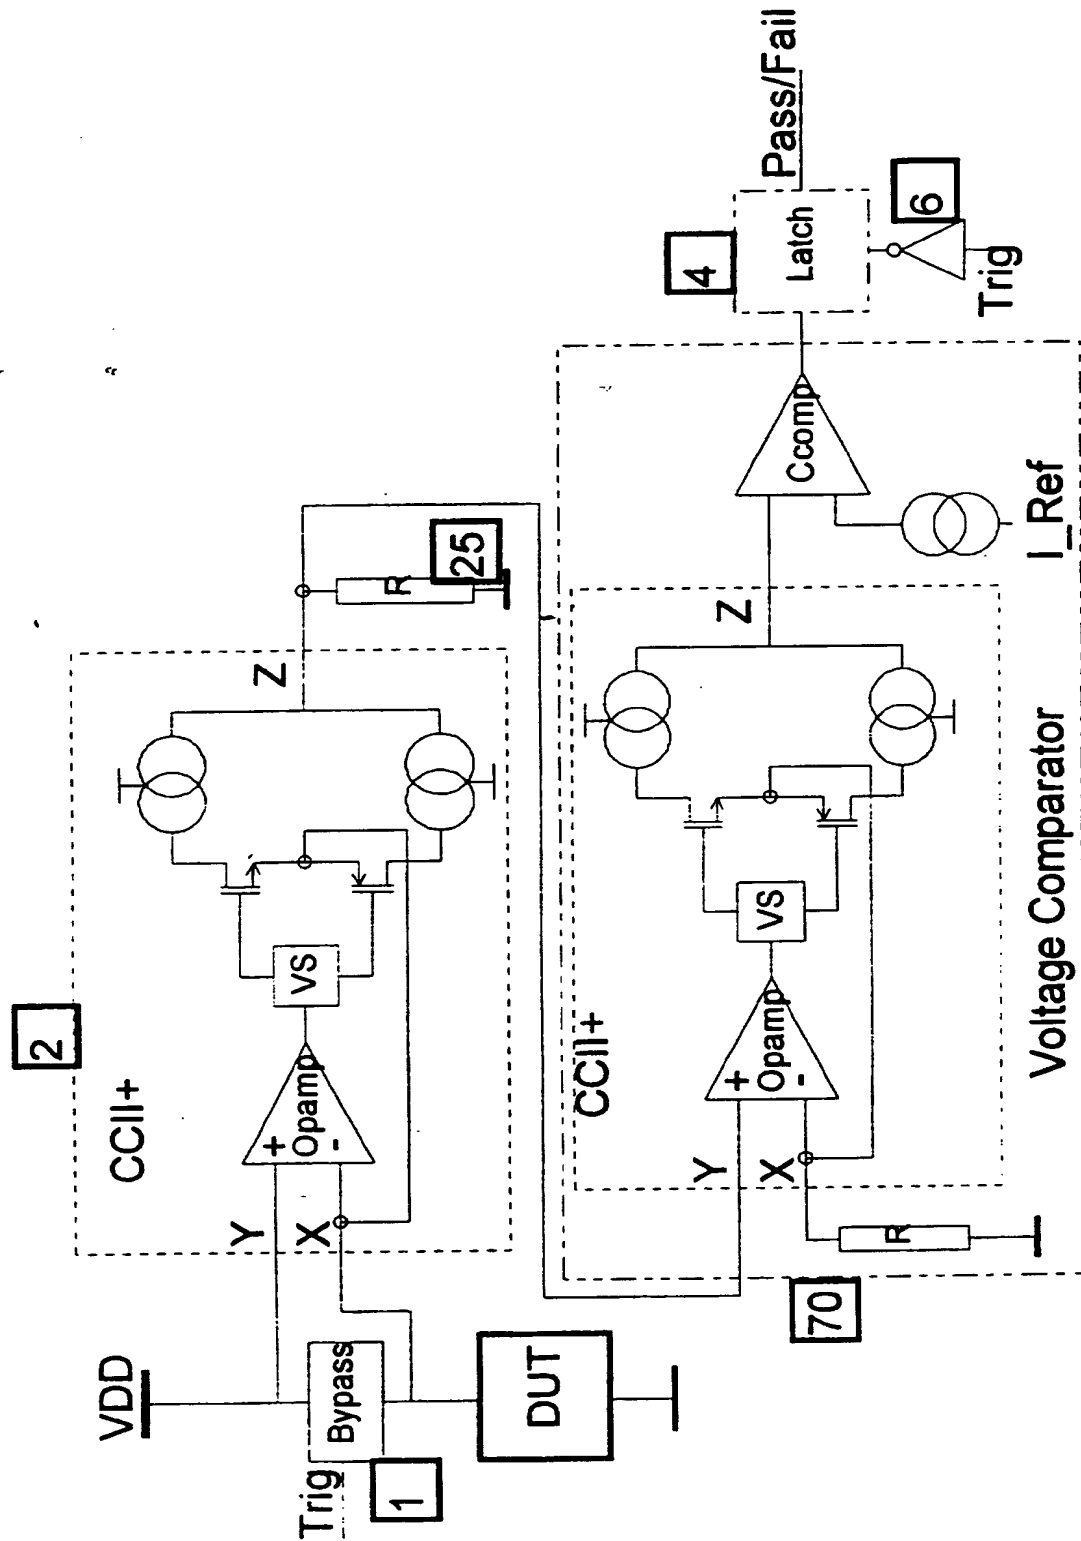 VDD
Trig
Bypass
1
DUT
2
CCII+
Y
X
+
Opamp
-
VS
Z
R
25
70
CCII+
Y
X
+
Opamp
-
R
VS
Z
Ccomp
I_Ref
Voltage Comparator
4
Latch
Pass/Fail
6
Trig